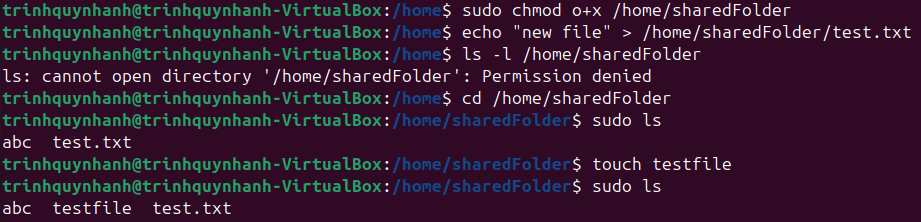 trinhquynhanh@trinhquynhanh-VirtualBox:/home$ sudo chmod o+x /home/sharedFolder
trinhquynhanh@trinhquynhanh-VirtualBox:/home$ echo "new file" > /home/sharedFolder/test.txt
trinhquynhanh@trinhquynhanh-VirtualBox:/home$ ls -l /home/sharedFolder
ls: cannot open directory '/home/sharedFolder': Permission denied
trinhquynhanh@trinhquynhanh-VirtualBox:/home$ cd /home/sharedFolder
trinhquynhanh@trinhquynhanh-VirtualBox:/home/sharedFolder$ sudo ls
abc  test.txt
trinhquynhanh@trinhquynhanh-VirtualBox:/home/sharedFolder$ touch testfile
trinhquynhanh@trinhquynhanh-VirtualBox:/home/sharedFolder$ sudo ls
abc  testfile  test.txt